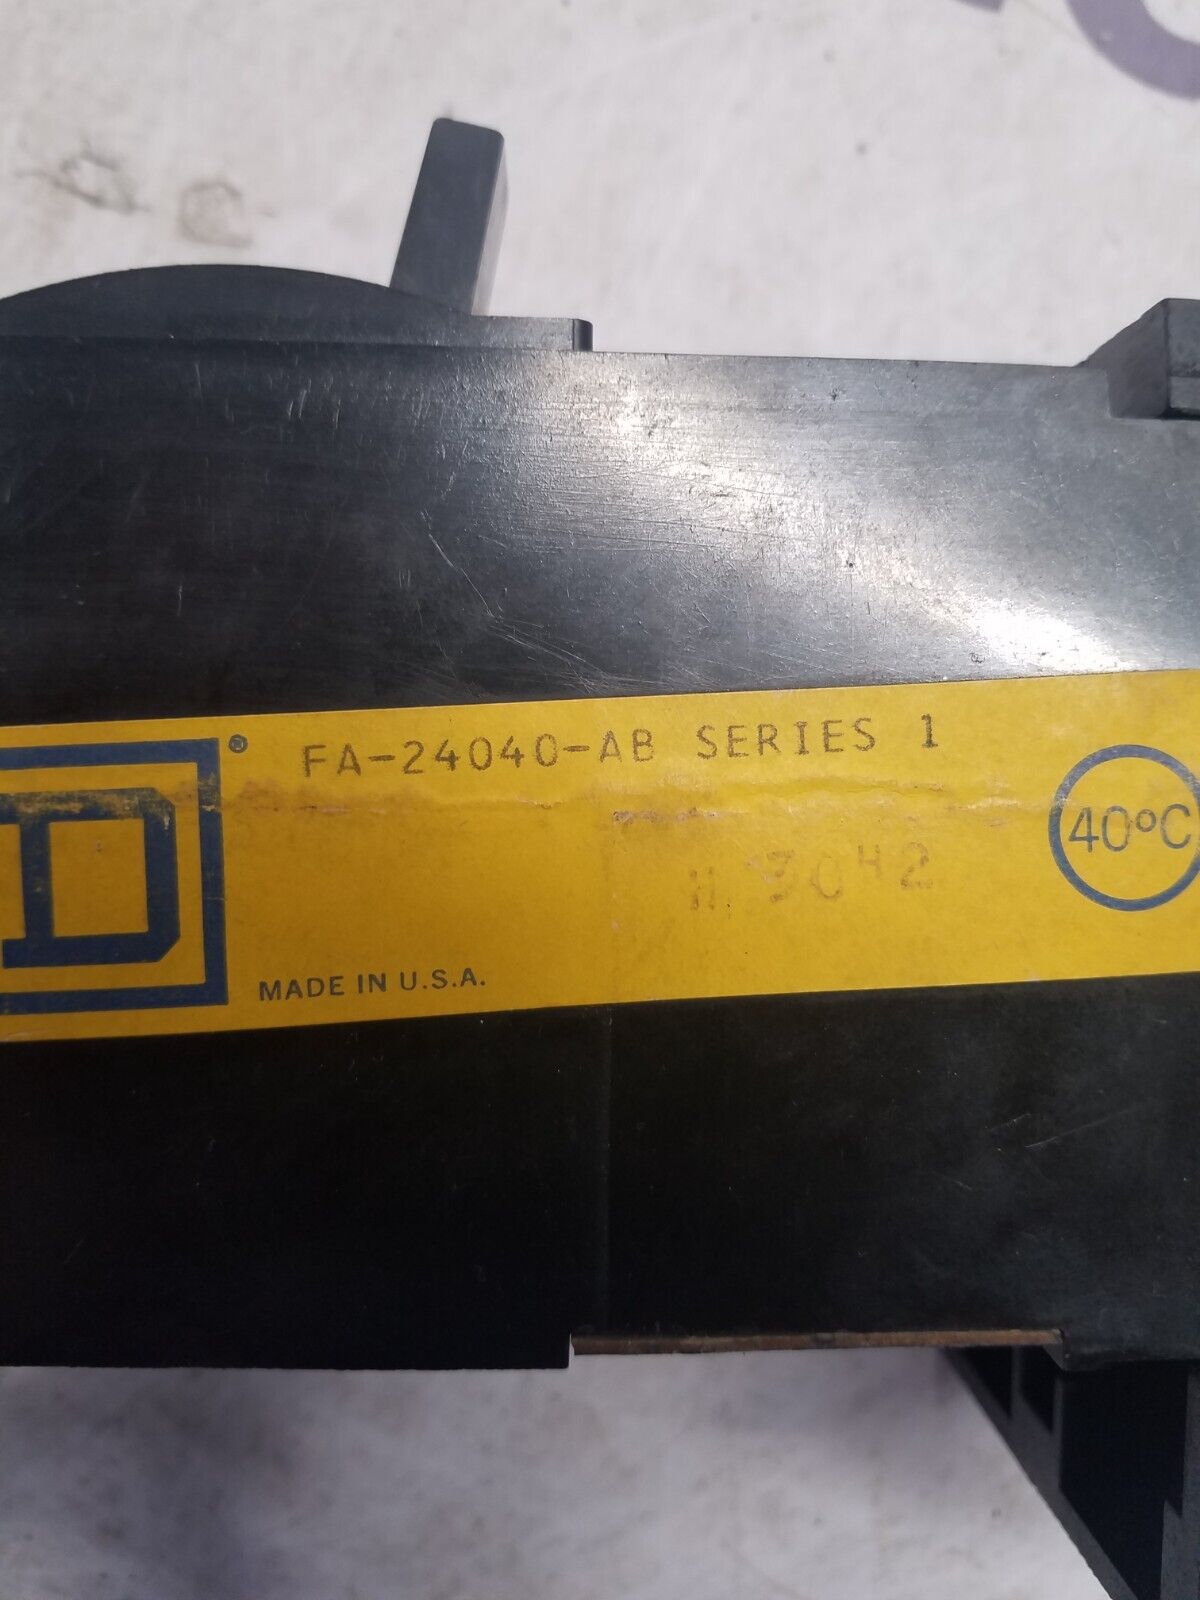 D® FA-24040-AB SERIES 1
40°C
MADE IN U.S.A.